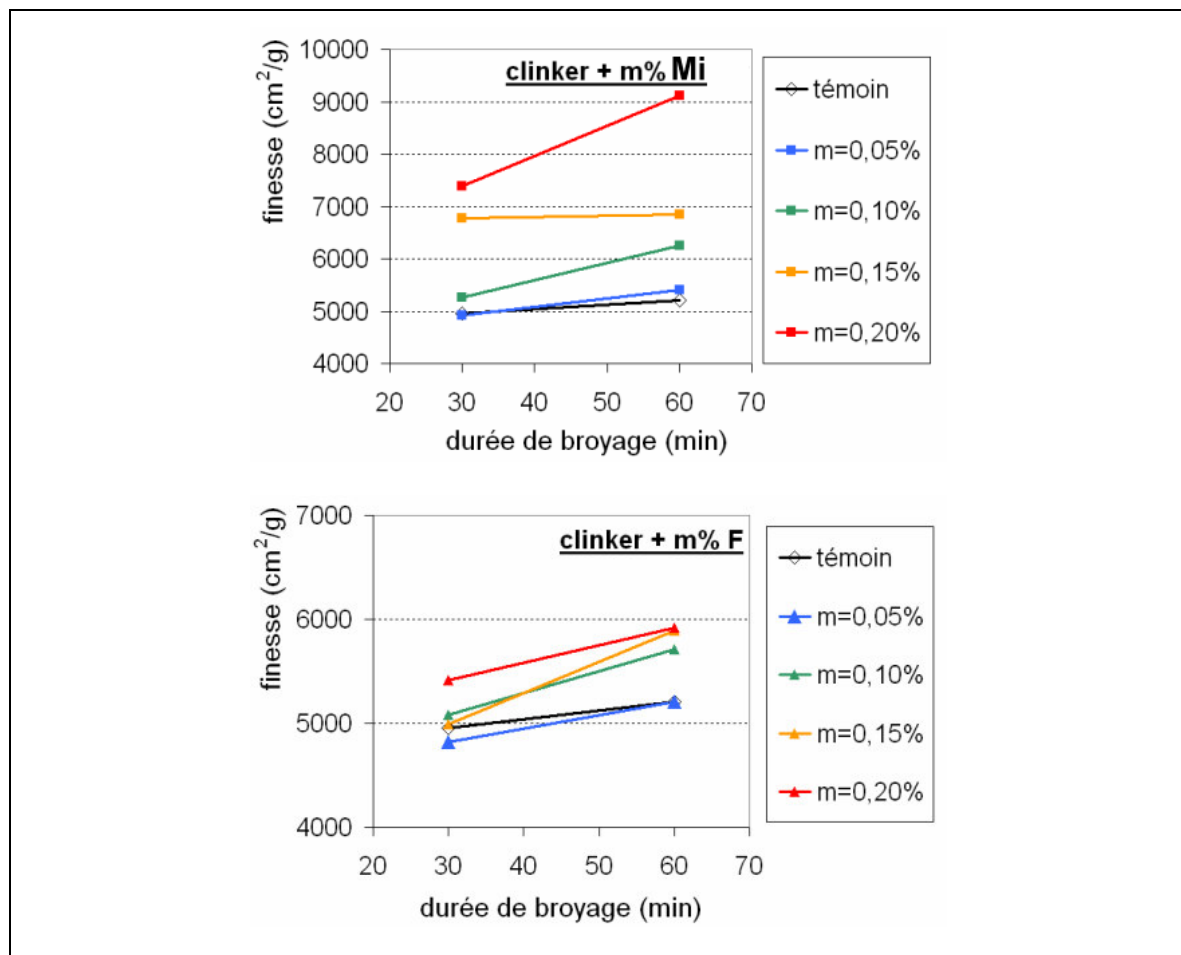 clinker + m% Mi
finesse (cm²/g)
10000
9000
8000
7000
6000
5000
4000
20 30 40 50 60 70
durée de broyage (min)
témoin
m=0,05%
m=0,10%
m=0,15%
m=0,20%
clinker + m% F
finesse (cm²/g)
7000
6000
5000
4000
20 30 40 50 60 70
durée de broyage (min)
témoin
m=0,05%
m=0,10%
m=0,15%
m=0,20%